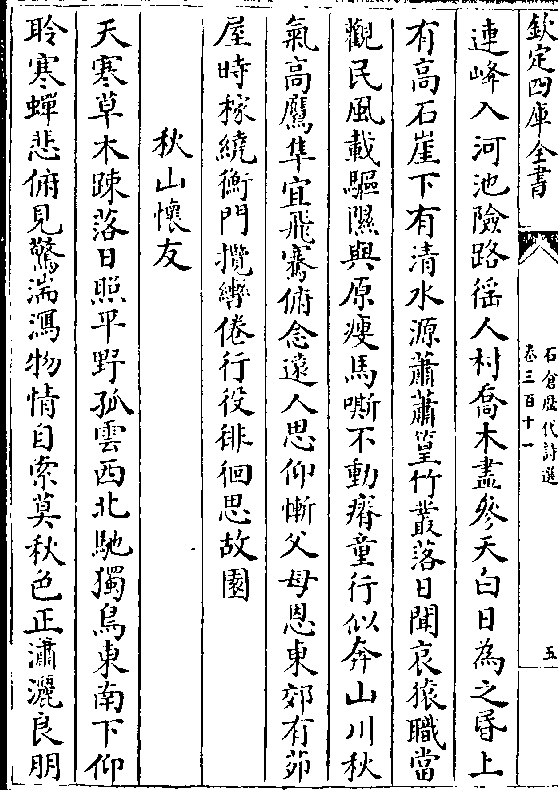 欽定四庫全書
石倉歷代詩選
卷三百十一
五
連峰入河池險路徭人村喬木盡參天白日為之昏上
有高石崖下有清水源蕭蕭篁竹叢落日聞哀猿職當
觀民風載驅隰與原瘦馬嘶不動瘠童行似奔山川秋
氣高鷹隼宜飛騫俯念遠人思仰慚父母恩東郊有茆
屋時稼繞衡門攬轡倦行役徘徊思故園
秋山懷友
天寒草木踈落日照平野孤雲西北馳獨鳥東南下仰
聆寒蟬悲俯見驚湍瀉物情自索莫秋色正瀟灑良朋